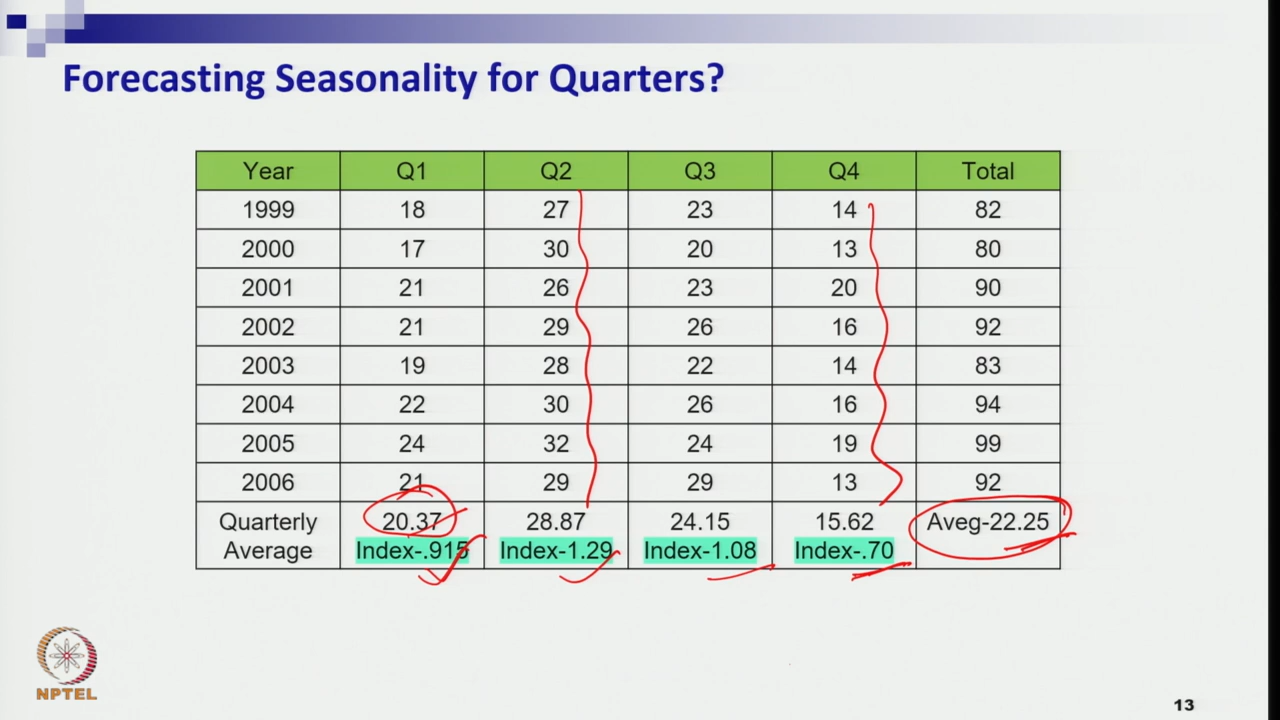 Forecasting Seasonality for Quarters?
Year Q1 Q2 Q3 Q4 Total
1999 18 27 23 14 82
2000 17 30 20 13 80
2001 21 26 23 20 90
2002 21 29 26 16 92
2003 19 28 22 14 83
2004 22 30 26 16 94
2005 24 32 24 19 99
2006 21 29 29 13 92
Quarterly 20.37 28.87 24.15 15.62 Aveg-22.25
Average Index-.915 Index-1.29 Index-1.08 Index-.70
NPTEL
13